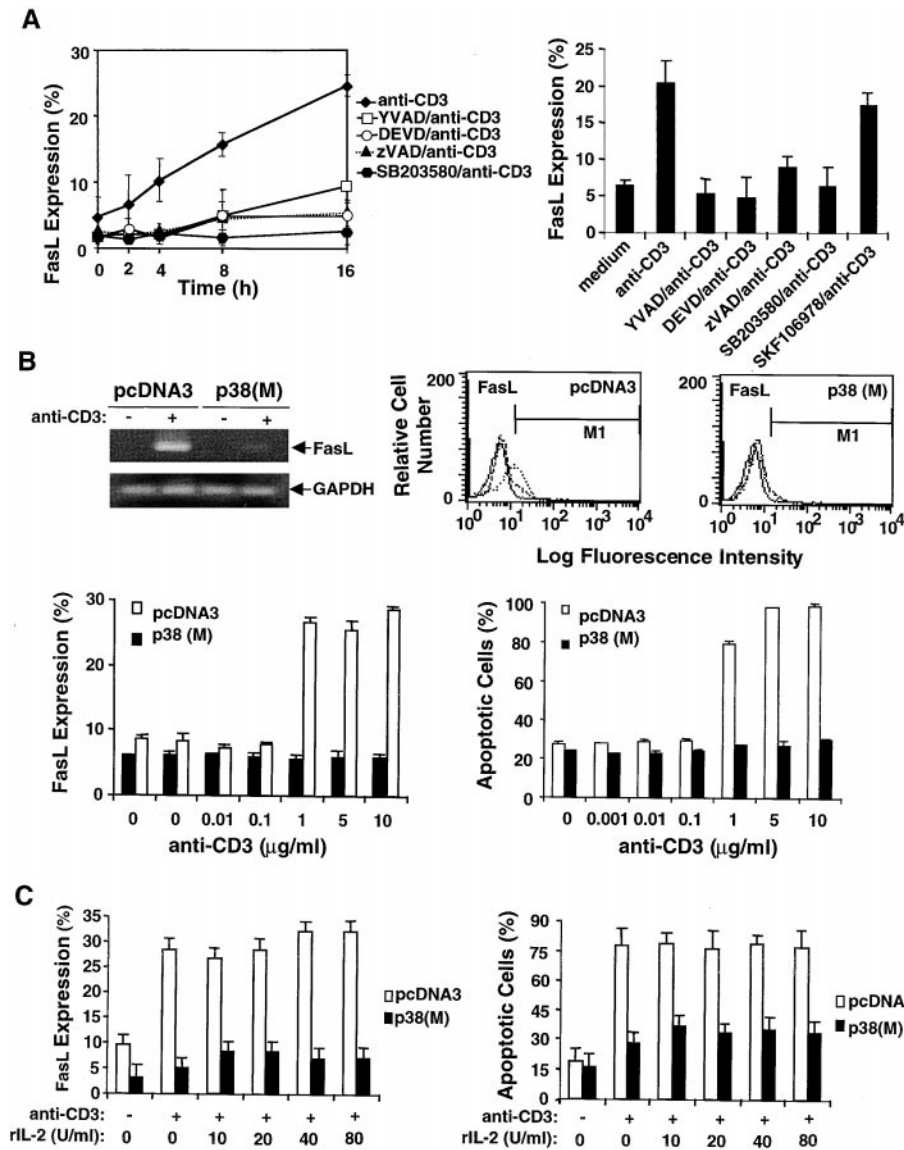 A
FasL Expression (%)
30
20
10
0
0 2 4 8 16
Time (h)
anti-CD3
YVAD/anti-CD3
DEVD/anti-CD3
zVAD/anti-CD3
SB203580/anti-CD3
FasL Expression (%)
25
20
15
10
5
0
medium
anti-CD3
YVAD/anti-CD3
DEVD/anti-CD3
zVAD/anti-CD3
SB203580/anti-CD3
SKF106978/anti-CD3
B
pcDNA3 p38(M)
anti-CD3: - + - +
FasL
GAPDH
Relative Cell
Number
200
0
FasL pcDNA3
M1
10⁰ 10¹ 10² 10³ 10⁴
200
0
FasL p38 (M)
M1
10⁰ 10¹ 10² 10³ 10⁴
Log Fluorescence Intensity
FasL Expression (%)
30
20
10
0
pcDNA3
p38 (M)
0 0 0.01 0.1 1 5 10
anti-CD3 (μg/ml)
Apoptotic Cells (%)
100
80
60
40
20
0
pcDNA3
p38 (M)
0 0.001 0.01 0.1 1 5 10
anti-CD3 (μg/ml)
C
FasL Expression (%)
35
30
25
20
15
10
5
0
pcDNA3
p38(M)
anti-CD3: - + + + + +
rIL-2 (U/ml): 0 0 10 20 40 80
Apoptotic Cells (%)
90
75
60
45
30
15
0
pcDNA
p38(M)
anti-CD3: - + + + + +
rIL-2 (U/ml): 0 0 10 20 40 80